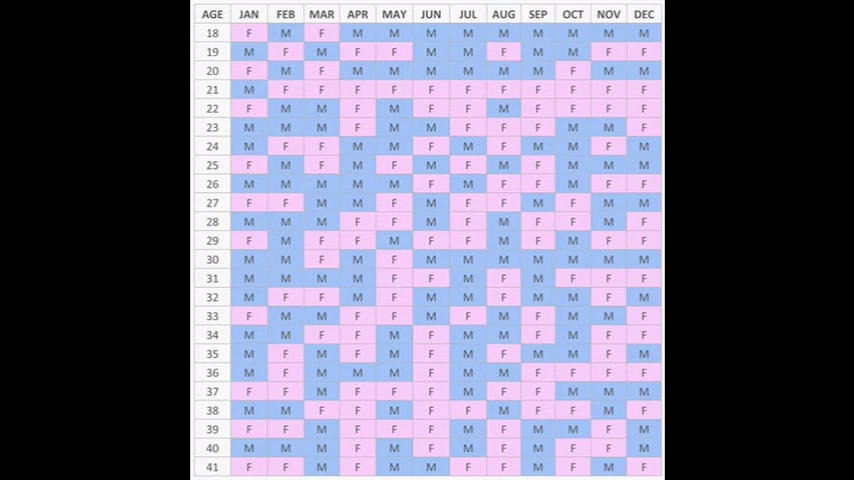 AGE JAN FEB MAR APR MAY JUN JUL AUG SEP OCT NOV DEC
18 F M F M M M M M M M M M
19 M F M F F M M F M M F F
20 F M F M M M M M M F M M
21 M F F F F F F F F F F F
22 F M M F M F F M F F F F
23 M M M F M M F F F M M F
24 M F F M M F M F M M F M
25 F M F M F M F M F M M M
26 M M M M M F M F F M F F
27 F F M M F M F F M F M M
28 M M M F F M F M F F M F
29 F M F F M F F M F M F F
30 M M F M F M M M M M M M
31 M M M M F F M F M F F F
32 M F F M F M M F M M F M
33 F M M F F M F M F M M F
34 M M F F M F M M F M F F
35 M F M F M F M F M M F M
36 M F M M M F M M F F F F
37 F F M F F F M F F M M M
38 M M F F M F F M F F M F
39 F F M F F F M F M M F M
40 M M M F M F M F M F F M
41 F F M F M M F F M F M F